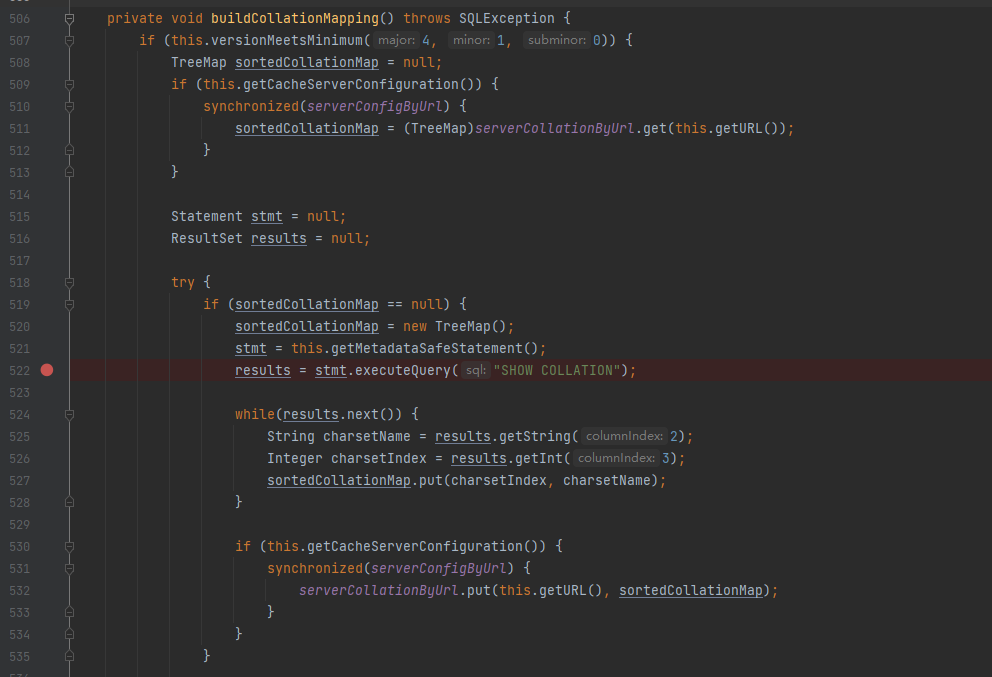 506 private void buildCollationMapping() throws SQLException {
507 if (this.versionMeetsMinimum( major: 4, minor: 1, subminor: 0)) {
508 TreeMap sortedCollationMap = null;
509 if (this.getCacheServerConfiguration()) {
510 synchronized(serverConfigByUrl) {
511 sortedCollationMap = (TreeMap)serverCollationByUrl.get(this.getURL());
512 }
513 }
514
515 Statement stmt = null;
516 ResultSet results = null;
517
518 try {
519 if (sortedCollationMap == null) {
520 sortedCollationMap = new TreeMap();
521 stmt = this.getMetadataSafeStatement();
522 results = stmt.executeQuery( sql: "SHOW COLLATION");
523
524 while(results.next()) {
525 String charsetName = results.getString( columnIndex: 2);
526 Integer charsetIndex = results.getInt( columnIndex: 3);
527 sortedCollationMap.put(charsetIndex, charsetName);
528 }
529
530 if (this.getCacheServerConfiguration()) {
531 synchronized(serverConfigByUrl) {
532 serverCollationByUrl.put(this.getURL(), sortedCollationMap);
533 }
534 }
535 }